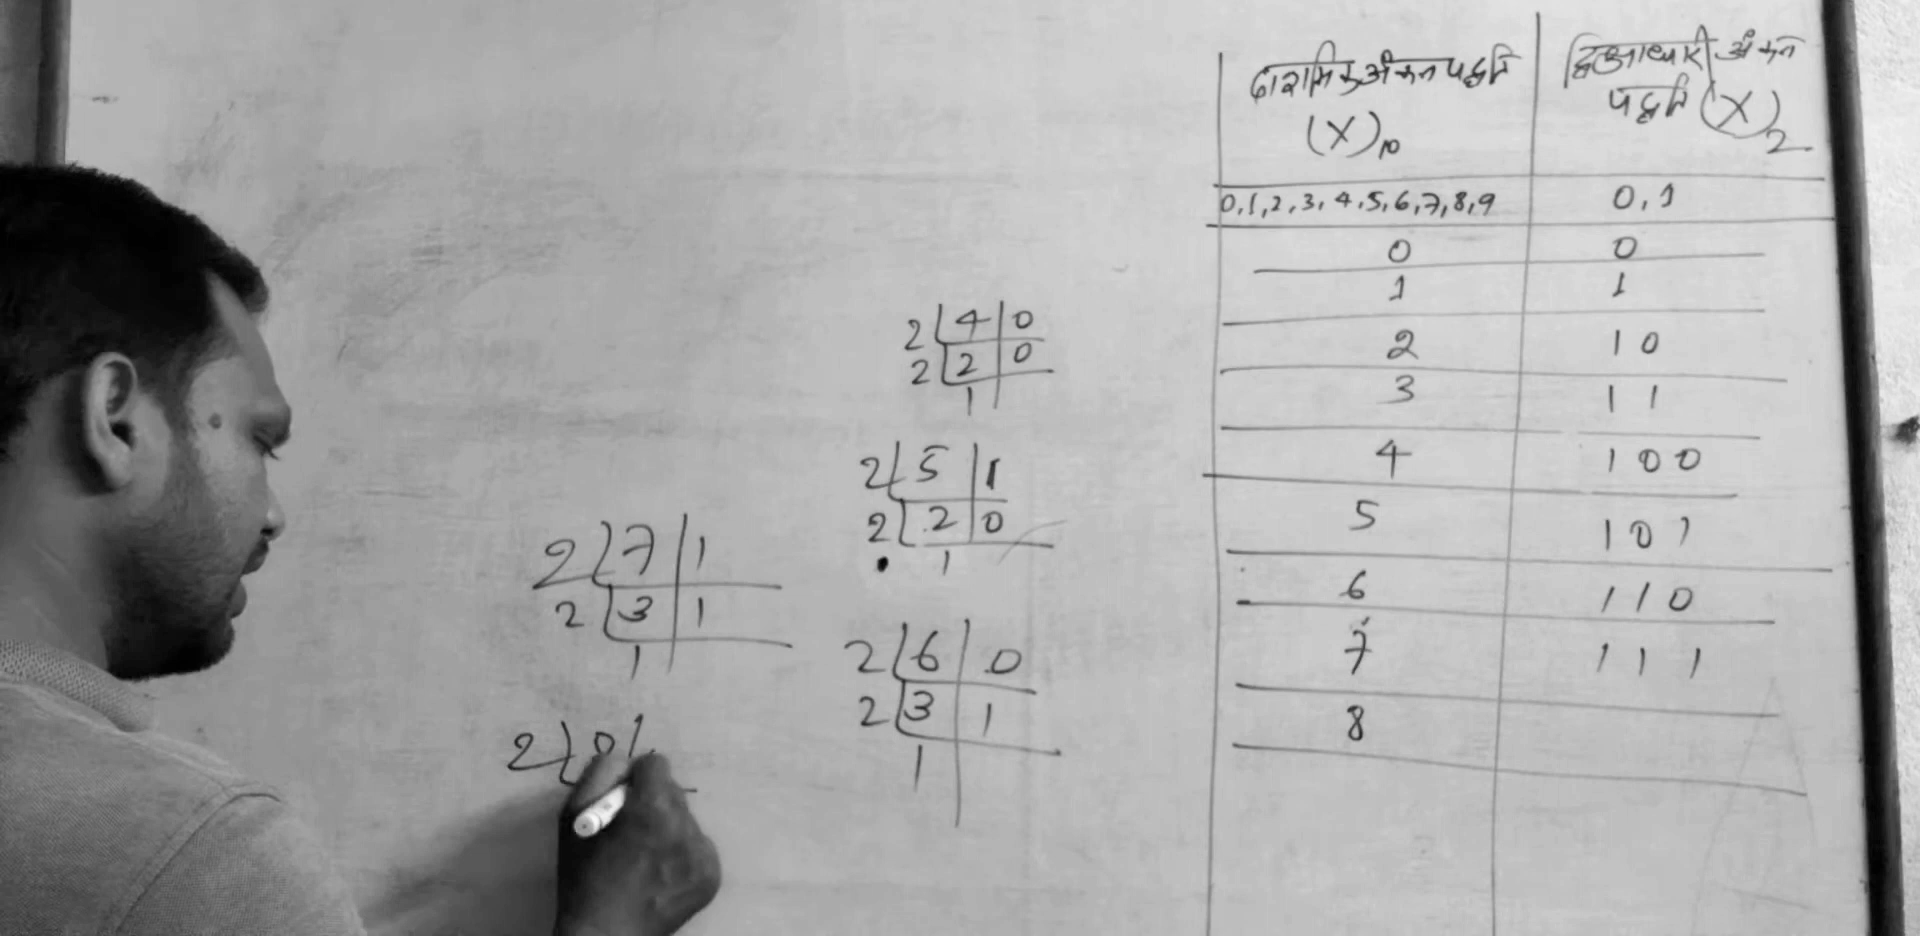 2 4 0
2 2 0
1
2 5 1
2 2 0
1
2 7 1
2 3 1
1
2 6 0
2 3 1
1
2
दाशमिक अंकन पद्धति
(X)10
द्विआधारी अंकन
पद्धति (X)2
0,1,2,3,4,5,6,7,8,9 0,1
0 0
1 1
2 10
3 11
4 100
5 101
6 110
7 111
8